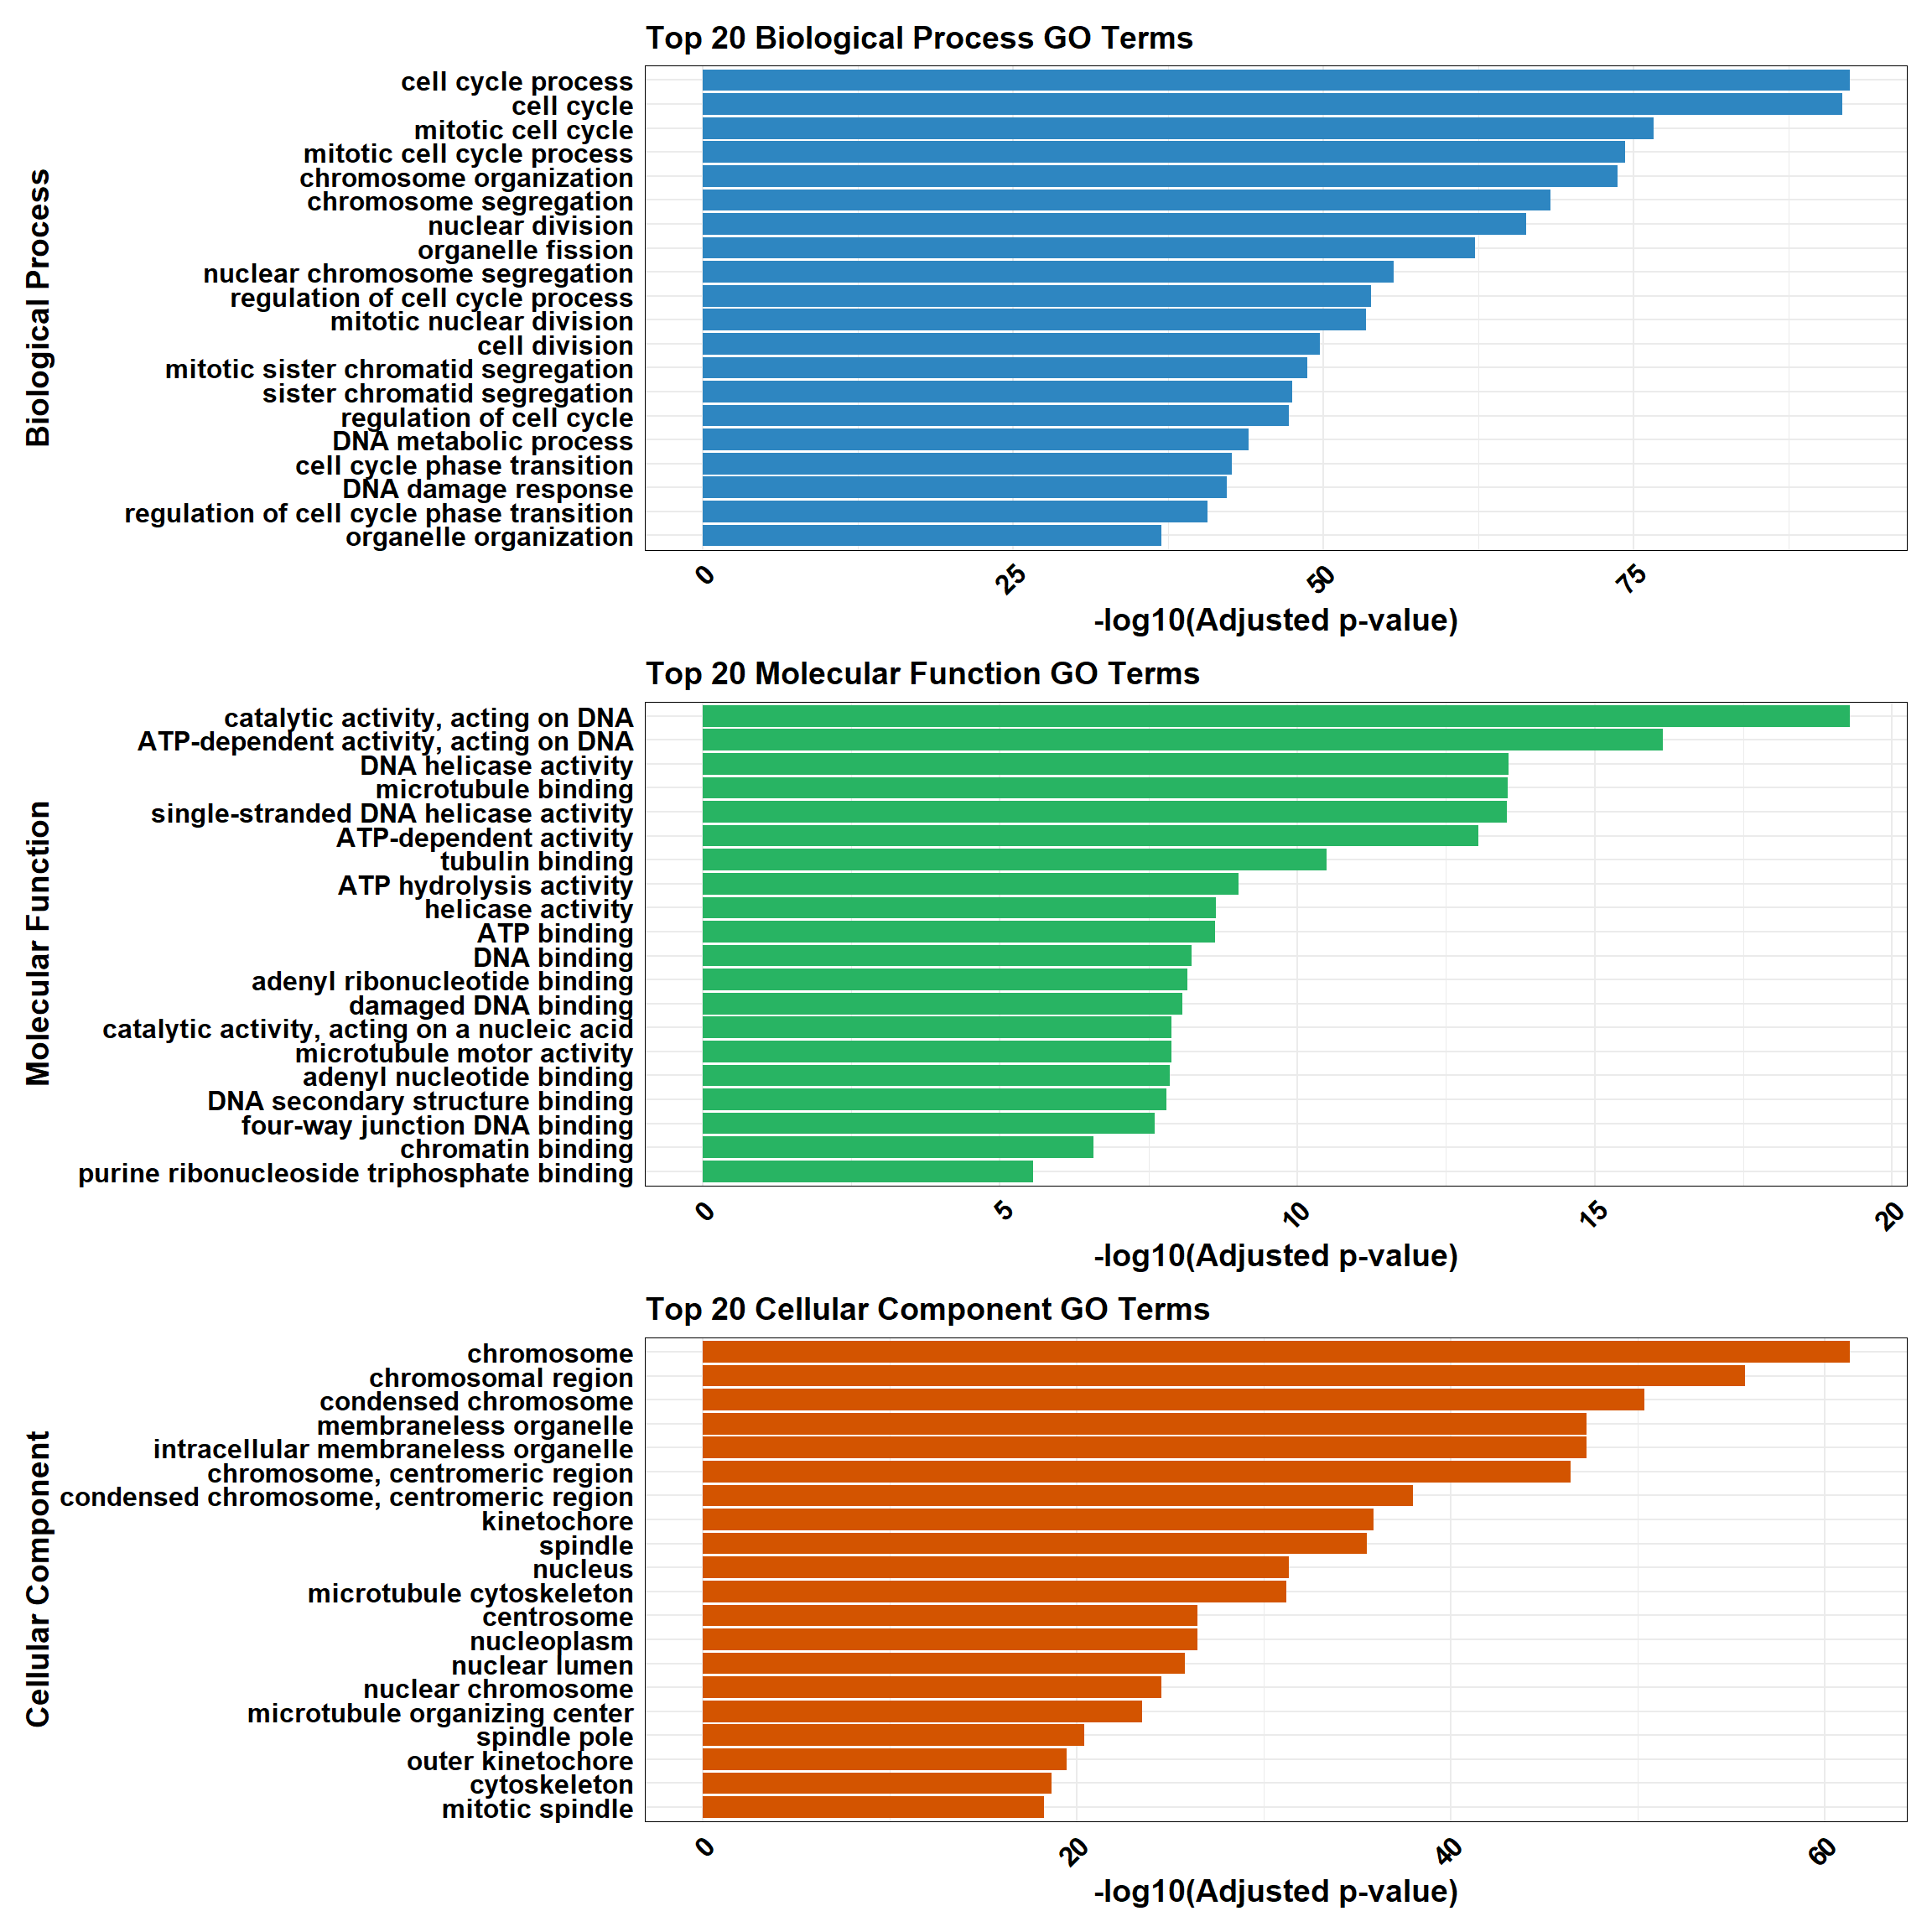 Top 20 Biological Process GO Terms
Biological Process
cell cycle process
cell cycle
mitotic cell cycle
mitotic cell cycle process
chromosome organization
chromosome segregation
nuclear division
organelle fission
nuclear chromosome segregation
regulation of cell cycle process
mitotic nuclear division
cell division
mitotic sister chromatid segregation
sister chromatid segregation
regulation of cell cycle
DNA metabolic process
cell cycle phase transition
DNA damage response
regulation of cell cycle phase transition
organelle organization
0 25 50 75
-log10(Adjusted p-value)
Top 20 Molecular Function GO Terms
Molecular Function
catalytic activity, acting on DNA
ATP-dependent activity, acting on DNA
DNA helicase activity
microtubule binding
single-stranded DNA helicase activity
ATP-dependent activity
tubulin binding
ATP hydrolysis activity
helicase activity
ATP binding
DNA binding
adenyl ribonucleotide binding
damaged DNA binding
catalytic activity, acting on a nucleic acid
microtubule motor activity
adenyl nucleotide binding
DNA secondary structure binding
four-way junction DNA binding
chromatin binding
purine ribonucleoside triphosphate binding
0 5 10 15 20
-log10(Adjusted p-value)
Top 20 Cellular Component GO Terms
Cellular Component
chromosome
chromosomal region
condensed chromosome
membraneless organelle
intracellular membraneless organelle
chromosome, centromeric region
condensed chromosome, centromeric region
kinetochore
spindle
nucleus
microtubule cytoskeleton
centrosome
nucleoplasm
nuclear lumen
nuclear chromosome
microtubule organizing center
spindle pole
outer kinetochore
cytoskeleton
mitotic spindle
0 20 40 60
-log10(Adjusted p-value)